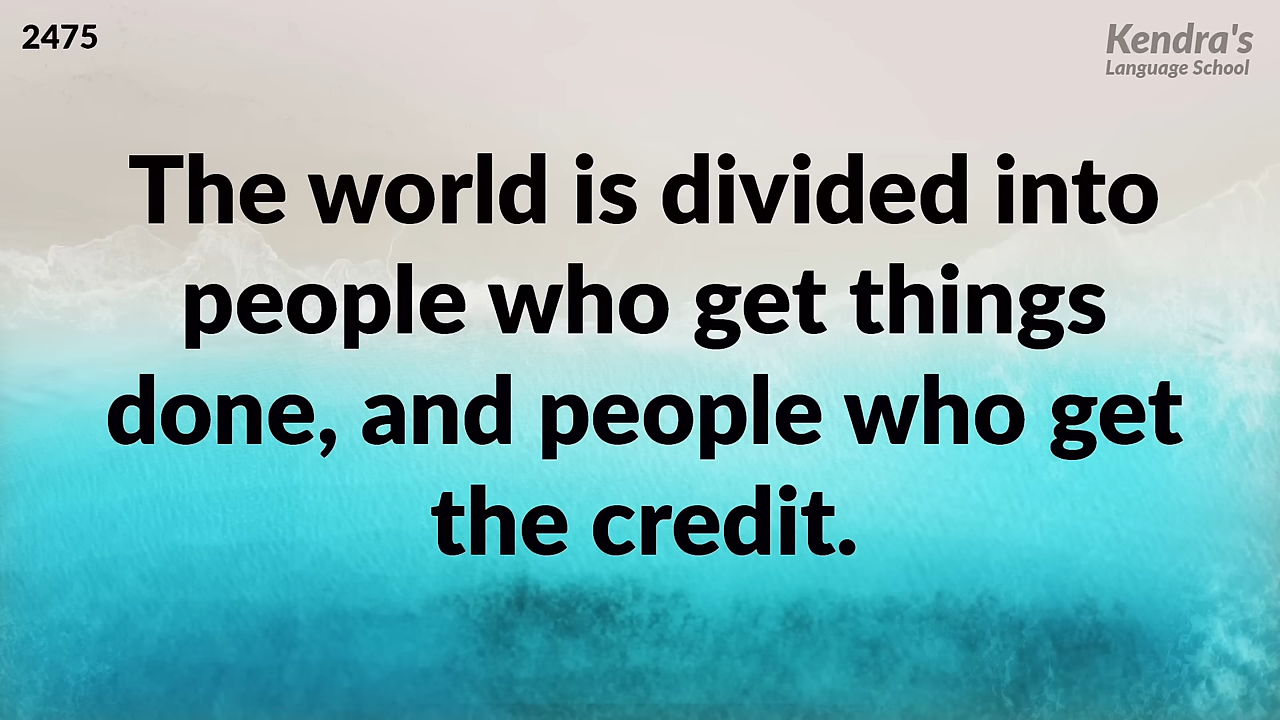 2475
Kendra's
Language School
The world is divided into
people who get things
done, and people who get
the credit.